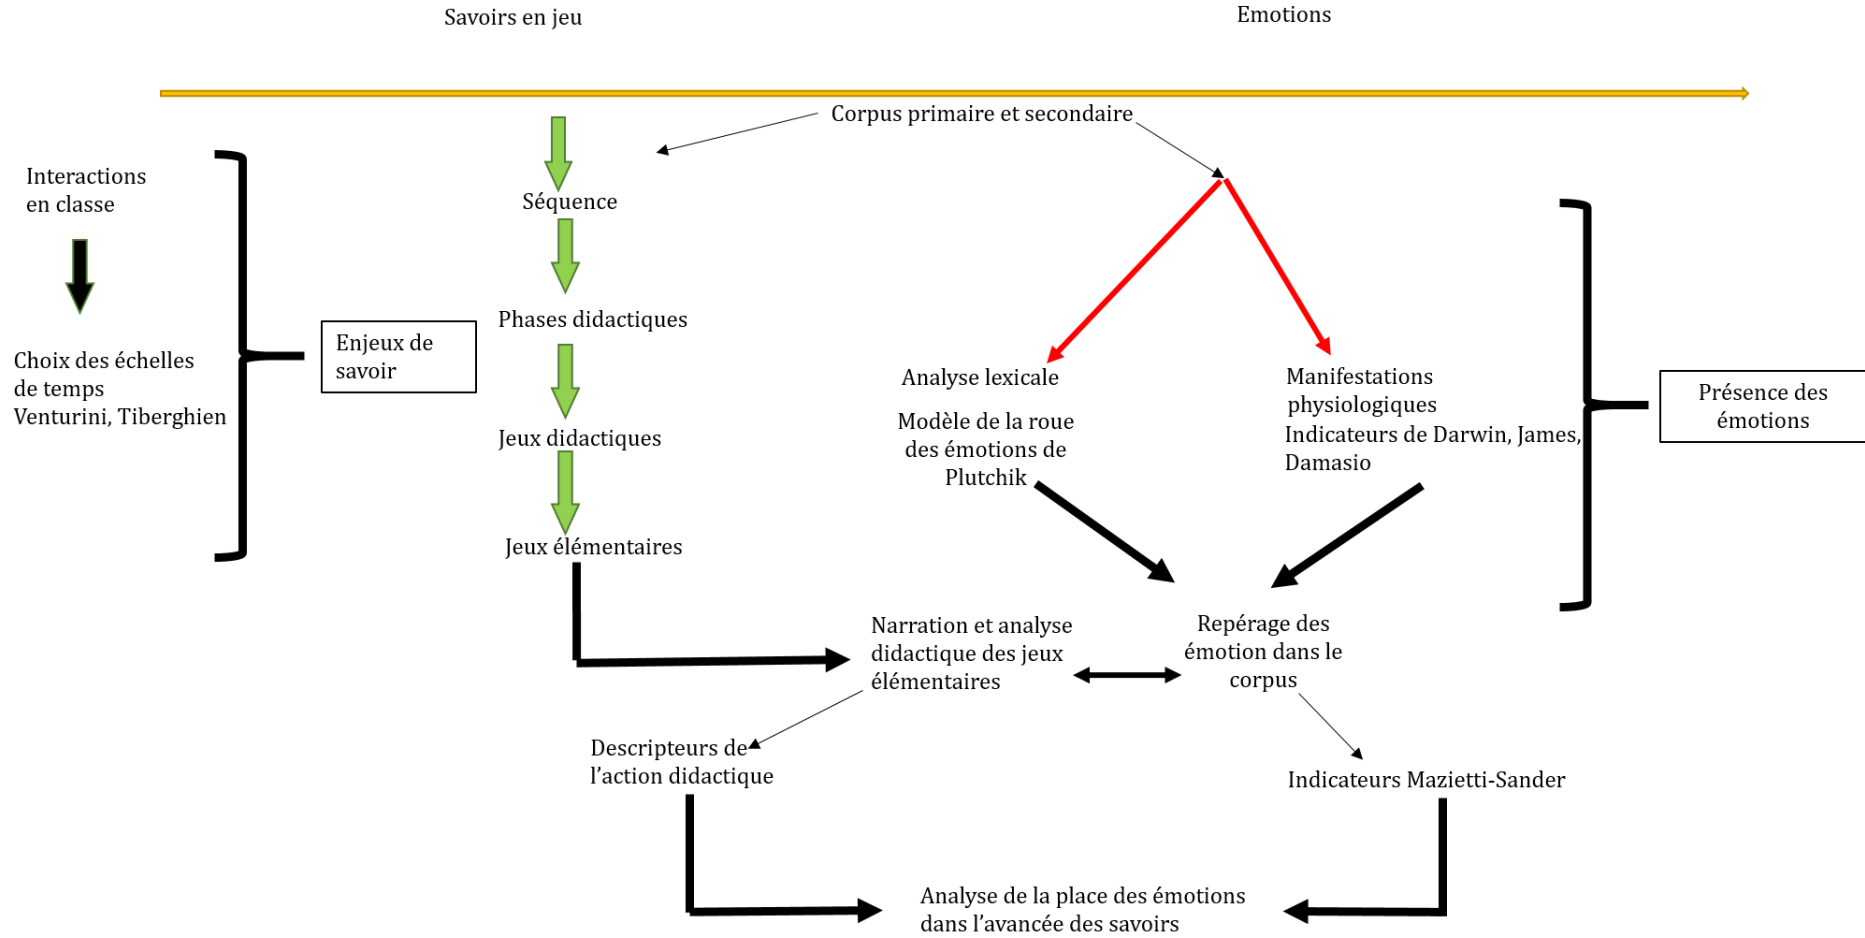 Savoirs en jeu
Emotions
Corpus primaire et secondaire
Interactions
en classe
Choix des échelles
de temps
Venturini, Tiberghien
Enjeux de
savoir
Séquence
Phases didactiques
Jeux didactiques
Jeux élémentaires
Analyse lexicale
Modèle de la roue
des émotions de
Plutchik
Manifestations
physiologiques
Indicateurs de Darwin, James,
Damasio
Présence des
émotions
Narration et analyse
didactique des jeux
élémentaires
Repérage des
émotion dans le
corpus
Descripteurs de
l’action didactique
Indicateurs Mazietti-Sander
Analyse de la place des émotions
dans l’avancée des savoirs